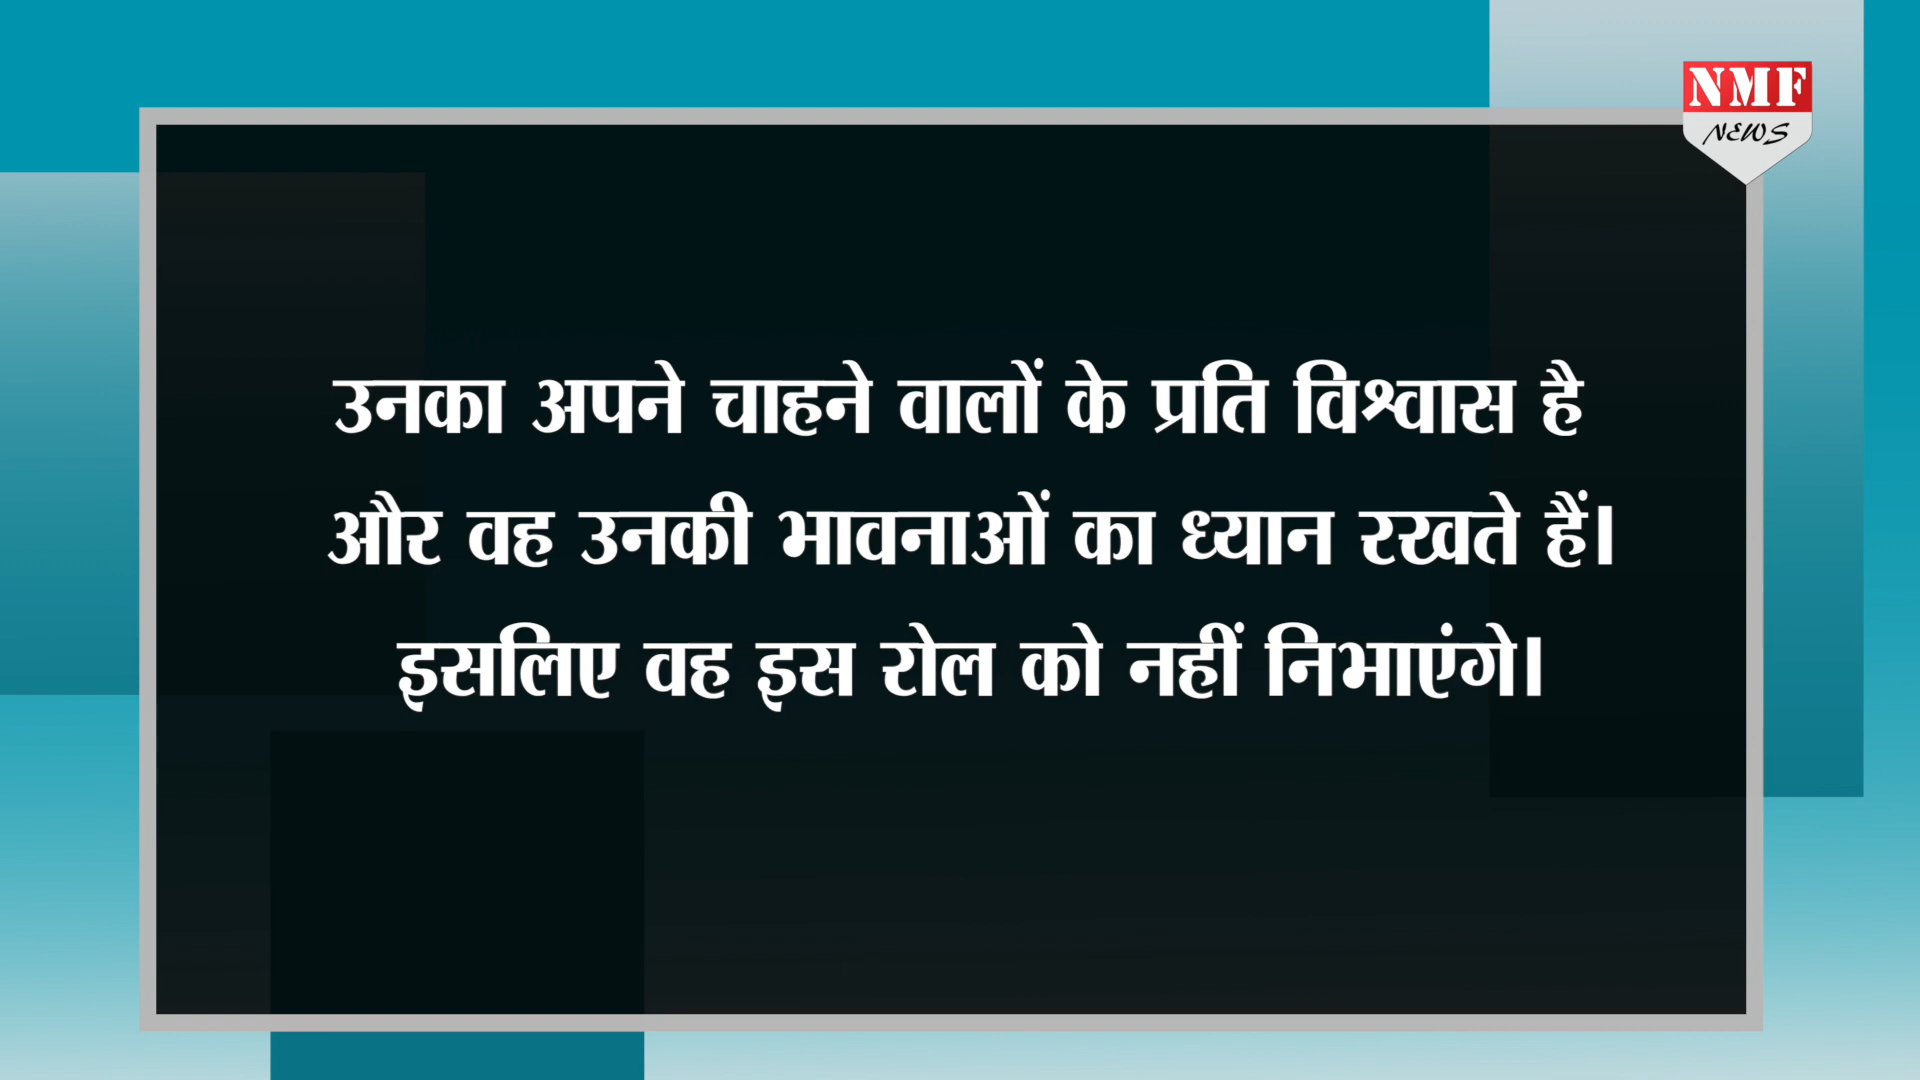 NMF
NEWS
उनका अपने चाहने वालों के प्रति विश्वास है
और वह उनकी भावनाओं का ध्यान रखते हैं।
इसलिए वह इस रोल को नहीं निभाएंगे।